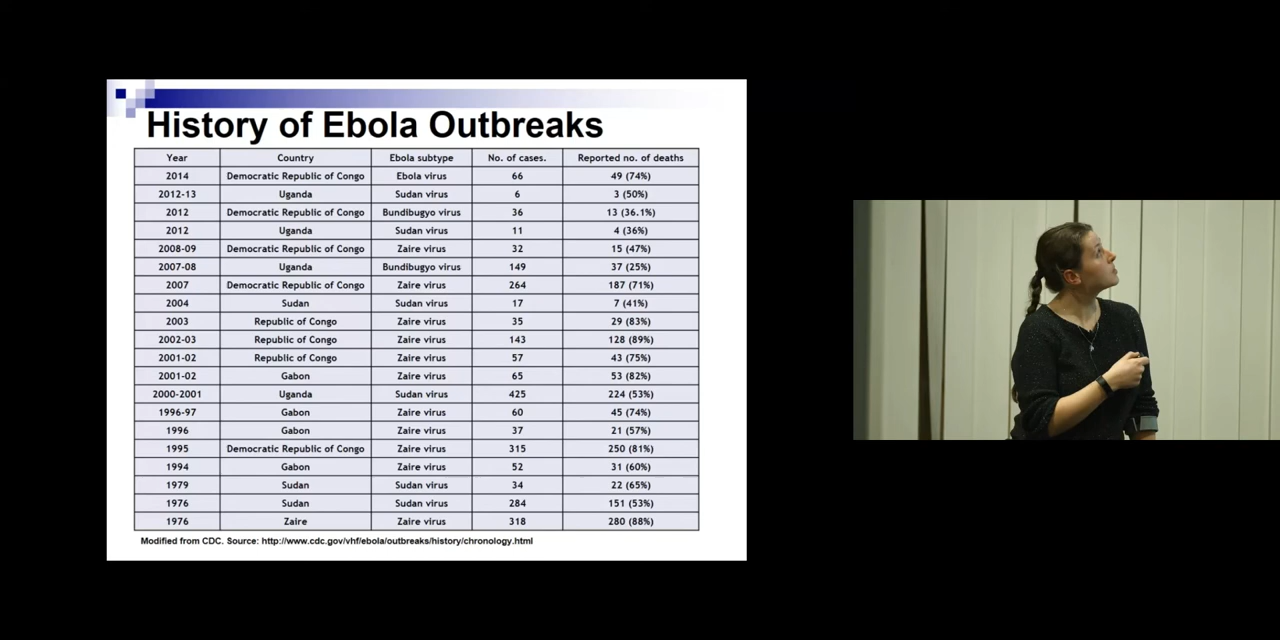 History of Ebola Outbreaks
Year Country Ebola subtype No. of cases. Reported no. of deaths
2014 Democratic Republic of Congo Ebola virus 66 49 (74%)
2012-13 Uganda Sudan virus 6 3 (50%)
2012 Democratic Republic of Congo Bundibugyo virus 36 13 (36.1%)
2012 Uganda Sudan virus 11 4 (36%)
2008-09 Democratic Republic of Congo Zaire virus 32 15 (47%)
2007-08 Uganda Bundibugyo virus 149 37 (25%)
2007 Democratic Republic of Congo Zaire virus 264 187 (71%)
2004 Sudan Sudan virus 17 7 (41%)
2003 Republic of Congo Zaire virus 35 29 (83%)
2002-03 Republic of Congo Zaire virus 143 128 (89%)
2001-02 Republic of Congo Zaire virus 57 43 (75%)
2001-02 Gabon Zaire virus 65 53 (82%)
2000-2001 Uganda Sudan virus 425 224 (53%)
1996-97 Gabon Zaire virus 60 45 (74%)
1996 Gabon Zaire virus 37 21 (57%)
1995 Democratic Republic of Congo Zaire virus 315 250 (81%)
1994 Gabon Zaire virus 52 31 (60%)
1979 Sudan Sudan virus 34 22 (65%)
1976 Sudan Sudan virus 284 151 (53%)
1976 Zaire Zaire virus 318 280 (88%)
Modified from CDC. Source: http://www.cdc.gov/vhf/ebola/outbreaks/history/chronology.html